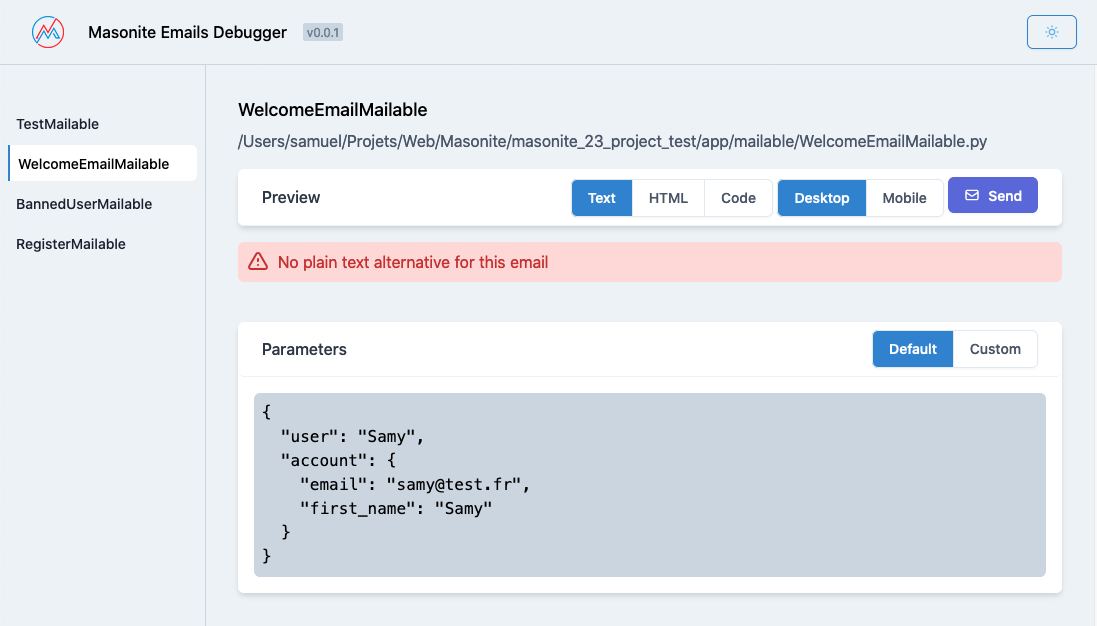 Masonite Emails Debugger v0.0.1
TestMailable
WelcomeEmailMailable
BannedUserMailable
RegisterMailable
WelcomeEmailMailable
/Users/samuel/Projets/Web/Masonite/masonite_23_project_test/app/mailable/WelcomeEmailMailable.py
Preview Text HTML Code Desktop Mobile Send
No plain text alternative for this email
Parameters Default Custom
{
  "user": "Samy",
  "account": {
    "email": "samy@test.fr",
    "first_name": "Samy"
  }
}